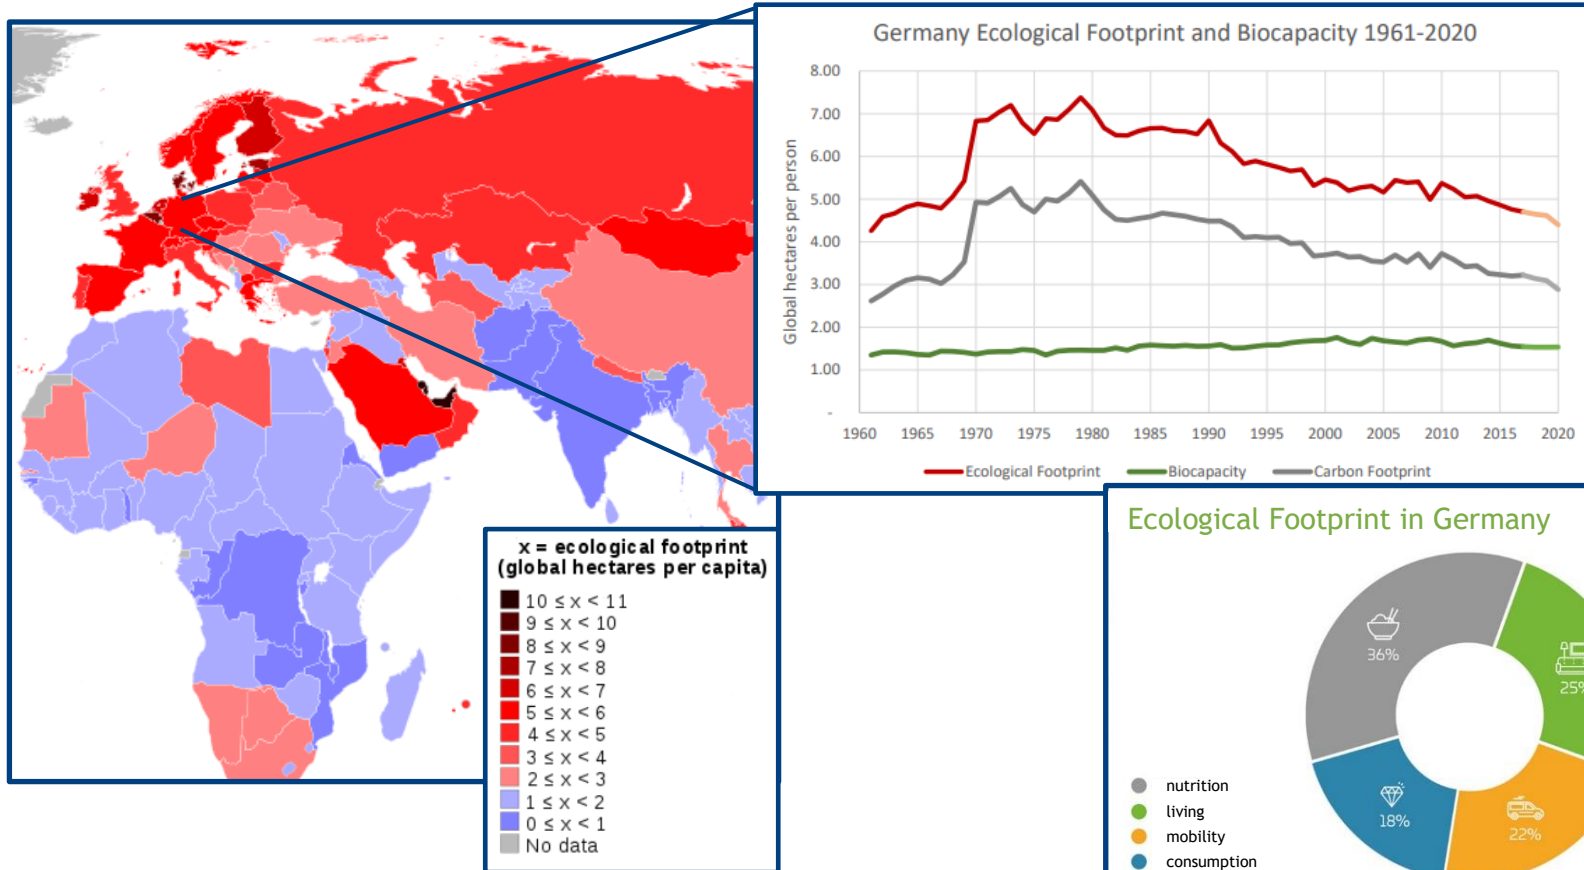 Germany Ecological Footprint and Biocapacity 1961-2020
Global hectares per person
8.00
7.00
6.00
5.00
4.00
3.00
2.00
1.00
-
1960 1965 1970 1975 1980 1985 1990 1995 2000 2005 2010 2015 2020
Ecological Footprint Biocapacity Carbon Footprint
x = ecological footprint
(global hectares per capita)
10 ≤ x < 11
9 ≤ x < 10
8 ≤ x < 9
7 ≤ x < 8
6 ≤ x < 7
5 ≤ x < 6
4 ≤ x < 5
3 ≤ x < 4
2 ≤ x < 3
1 ≤ x < 2
0 ≤ x < 1
No data
Ecological Footprint in Germany
36%
25%
18%
22%
nutrition
living
mobility
consumption